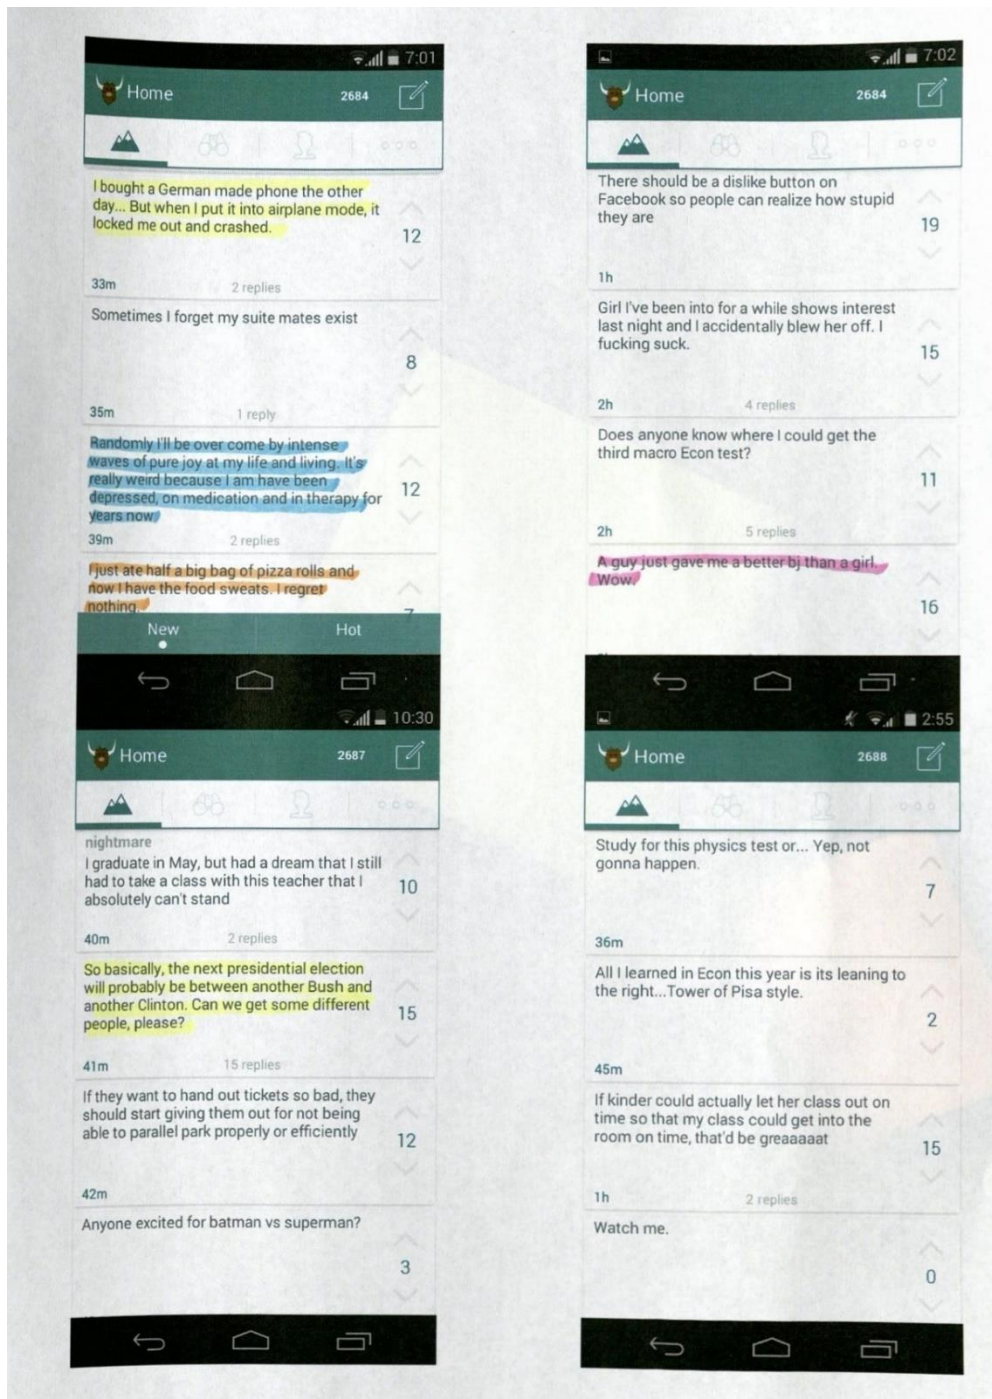 7:01
Home
2684
I bought a German made phone the other
day... But when I put it into airplane mode, it
locked me out and crashed.
12
33m
2 replies
Sometimes I forget my suite mates exist
8
35m
1 reply
Randomly I'll be over come by intense
waves of pure joy at my life and living. It's
really weird because I am have been
depressed, on medication and in therapy for
years now
12
39m
2 replies
I just ate half a big bag of pizza rolls and
now I have the food sweats. I regret
nothing.
7
New
Hot
7:02
Home
2684
There should be a dislike button on
Facebook so people can realize how stupid
they are
19
1h
Girl I've been into for a while shows interest
last night and I accidentally blew her off. I
fucking suck.
15
2h
4 replies
Does anyone know where I could get the
third macro Econ test?
11
2h
5 replies
A guy just gave me a better bj than a girl.
Wow.
16
10:30
Home
2687
nightmare
I graduate in May, but had a dream that I still
had to take a class with this teacher that I
absolutely can't stand
10
40m
2 replies
So basically, the next presidential election
will probably be between another Bush and
another Clinton. Can we get some different
people, please?
15
41m
15 replies
If they want to hand out tickets so bad, they
should start giving them out for not being
able to parallel park properly or efficiently
12
42m
Anyone excited for batman vs superman?
3
2:55
Home
2688
Study for this physics test or... Yep, not
gonna happen.
7
36m
All I learned in Econ this year is its leaning to
the right...Tower of Pisa style.
2
45m
If kinder could actually let her class out on
time so that my class could get into the
room on time, that'd be greaaaaat
15
1h
2 replies
Watch me.
0